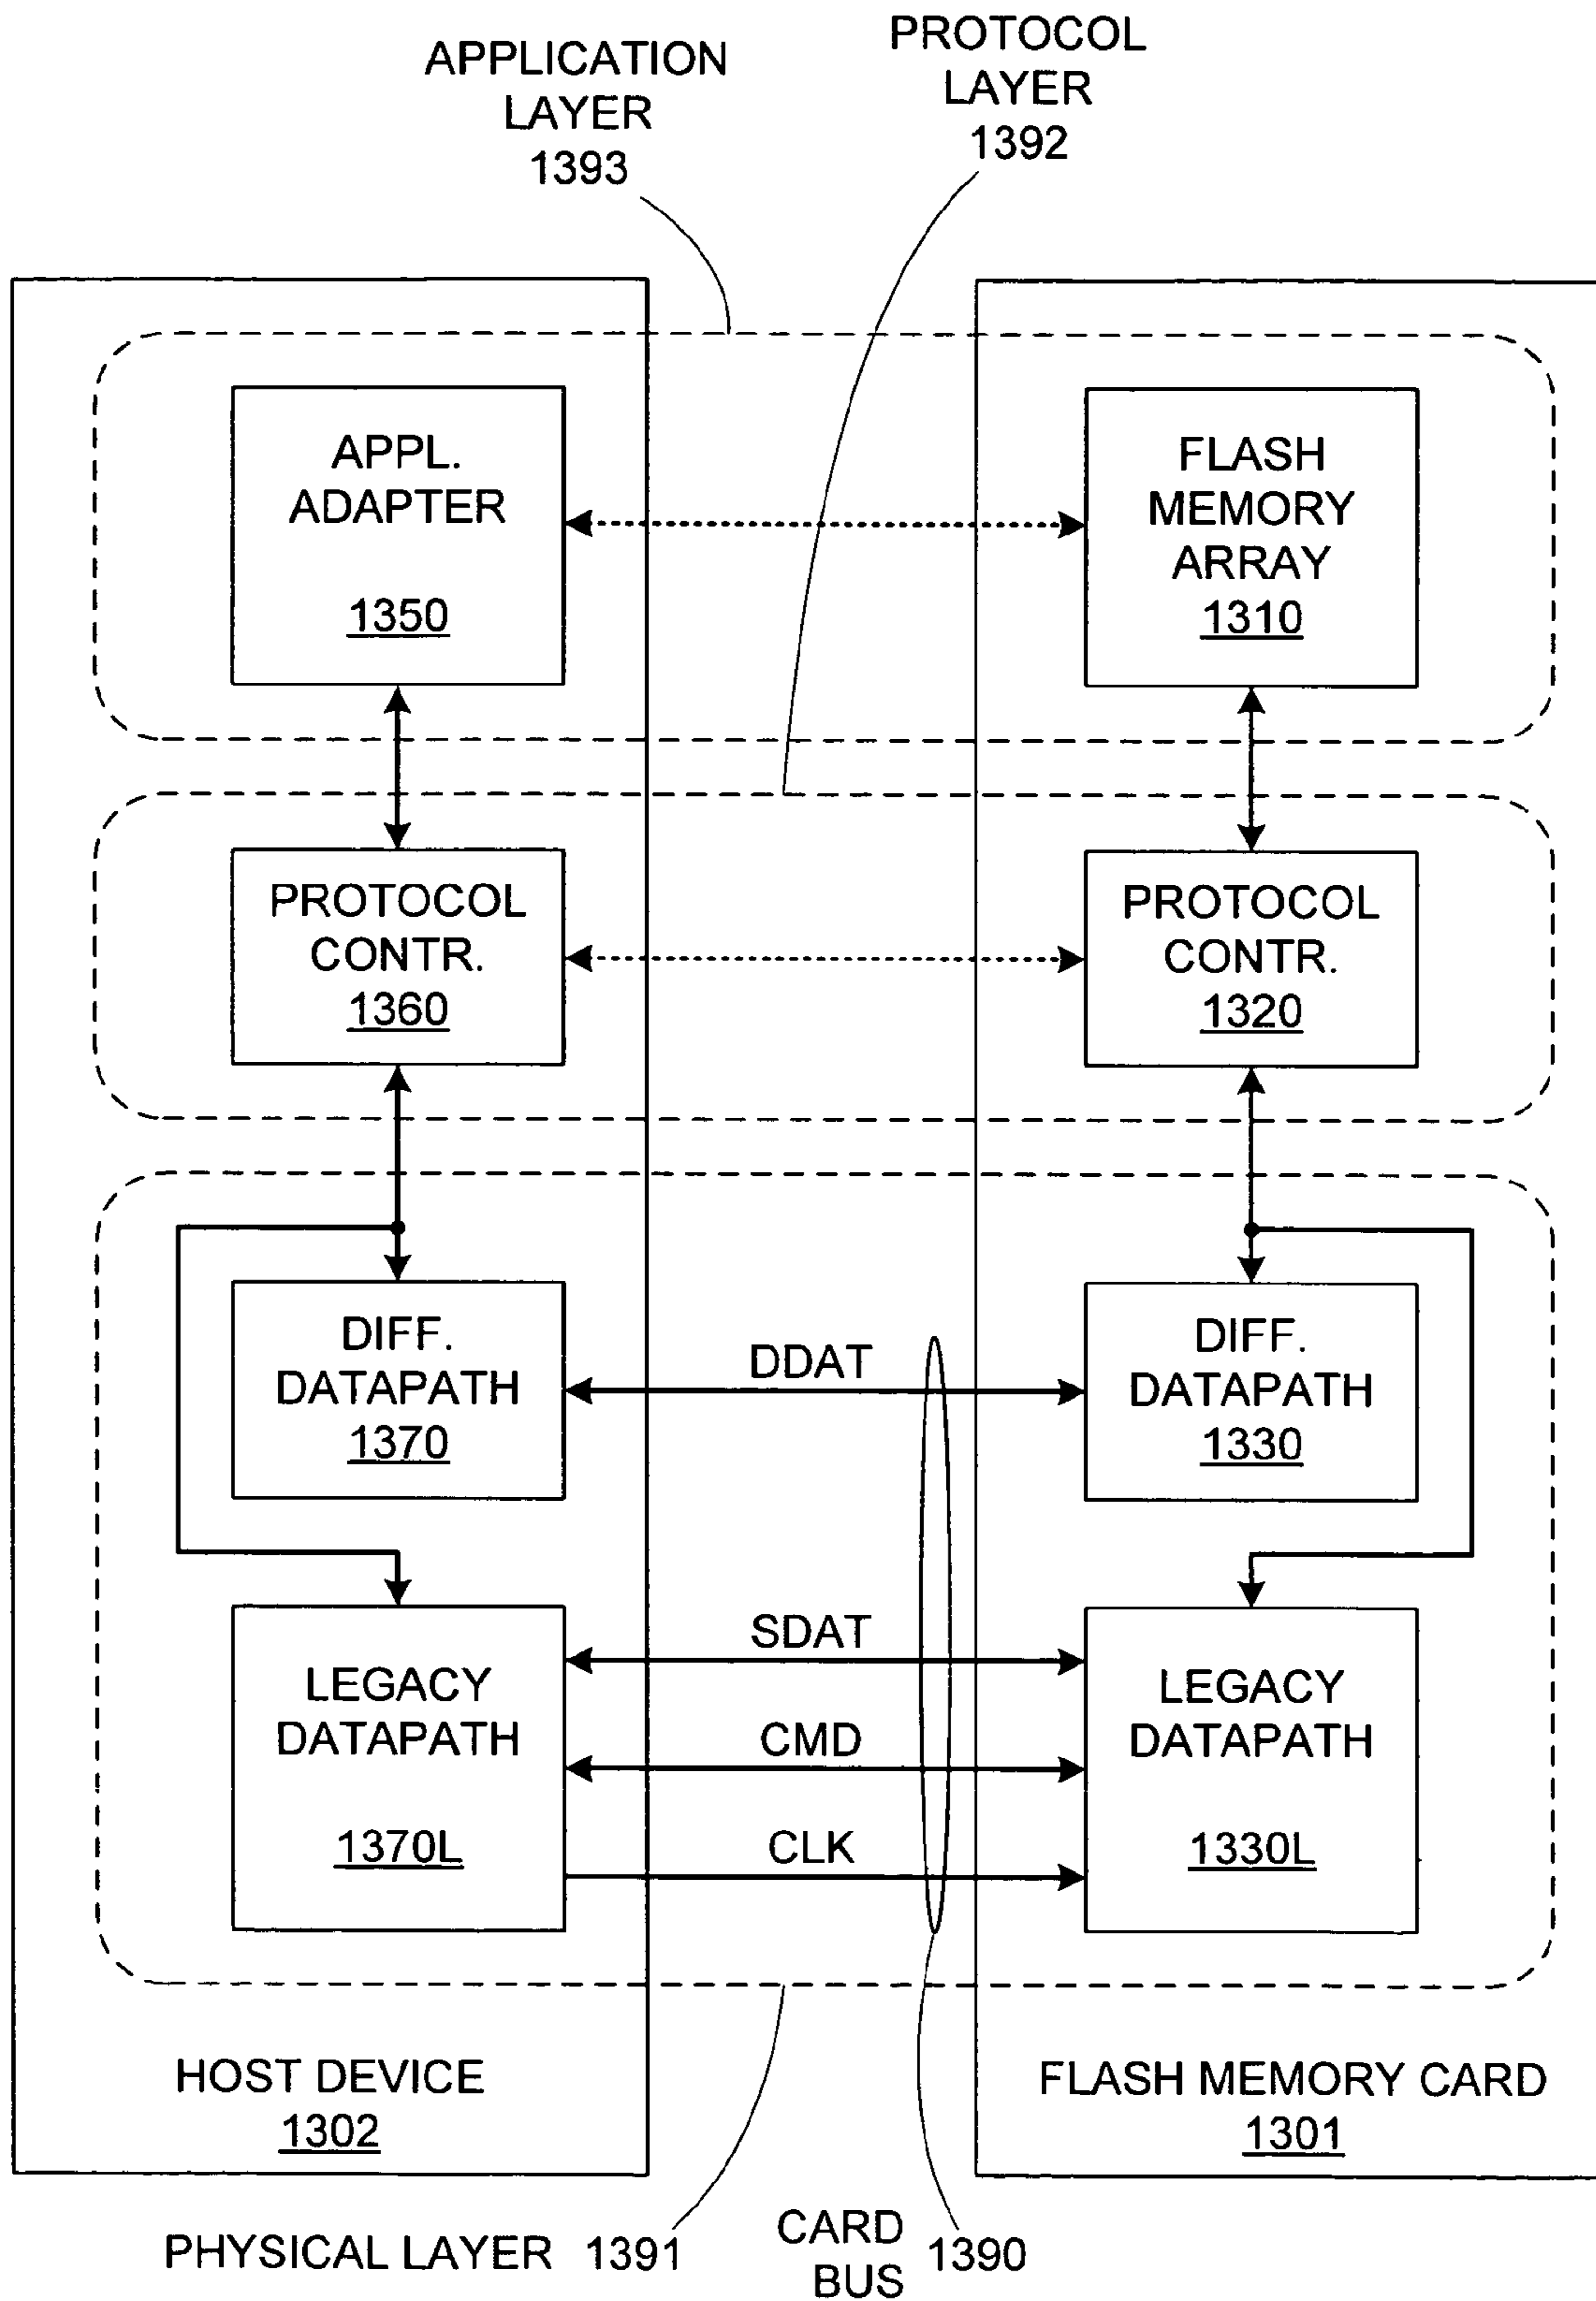 APPLICATION
LAYER
1393
PROTOCOL
LAYER
1392
APPL.
ADAPTER
1350
FLASH
MEMORY
ARRAY
1310
PROTOCOL
CONTR.
1360
PROTOCOL
CONTR.
1320
DIFF.
DATAPATH
1370
DDAT
DIFF.
DATAPATH
1330
LEGACY
DATAPATH
1370L
SDAT
CMD
CLK
LEGACY
DATAPATH
1330L
HOST DEVICE
1302
FLASH MEMORY CARD
1301
PHYSICAL LAYER 1391
CARD
BUS
1390